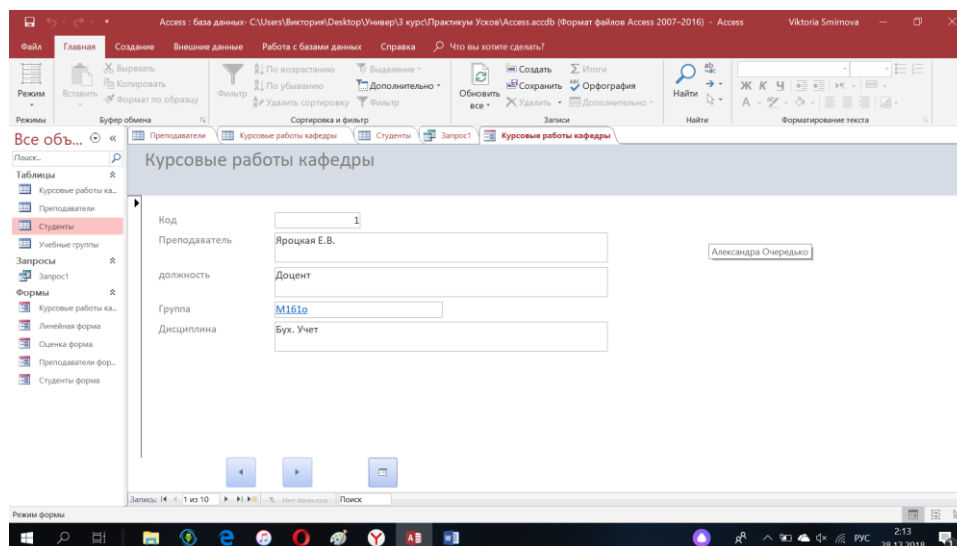 Access : база данных- C:\Users\Виктория\Desktop\Универ\3 курс\Практикум Усков\Access.accdb (Формат файлов Access 2007–2016) - Access Viktoria Smirnova
Файл Главная Создание Внешние данные Работа с базами данных Справка Что вы хотите сделать?
Режим
Вставить
Вырезать
Копировать
Формат по образцу
Фильтр
По возрастанию
По убыванию
Удалить сортировку
Выделение
Дополнительно
Фильтр
Обновить все
Создать
Сохранить
Удалить
Итоги
Орфография
Дополнительно
Найти
Ж К Ч
А
Режимы Буфер обмена Сортировка и фильтр Записи Найти Форматирование текста
Все объ...
Поиск...
Таблицы
Курсовые работы ка...
Преподаватели
Студенты
Учебные группы
Запросы
Запрос1
Формы
Курсовые работы ка...
Линейная форма
Оценка форма
Преподаватели фор...
Студенты форма
Преподаватели Курсовые работы кафедры Студенты Запрос1 Курсовые работы кафедры
Курсовые работы кафедры
Код 1
Преподаватель Яроцкая Е.В.
Александра Очередько
должность Доцент
Группа М161о
Дисциплина Бух. Учет
Запись: 1 из 10 Нет фильтра Поиск
Режим формы
РУС
2:13
28.12.2018